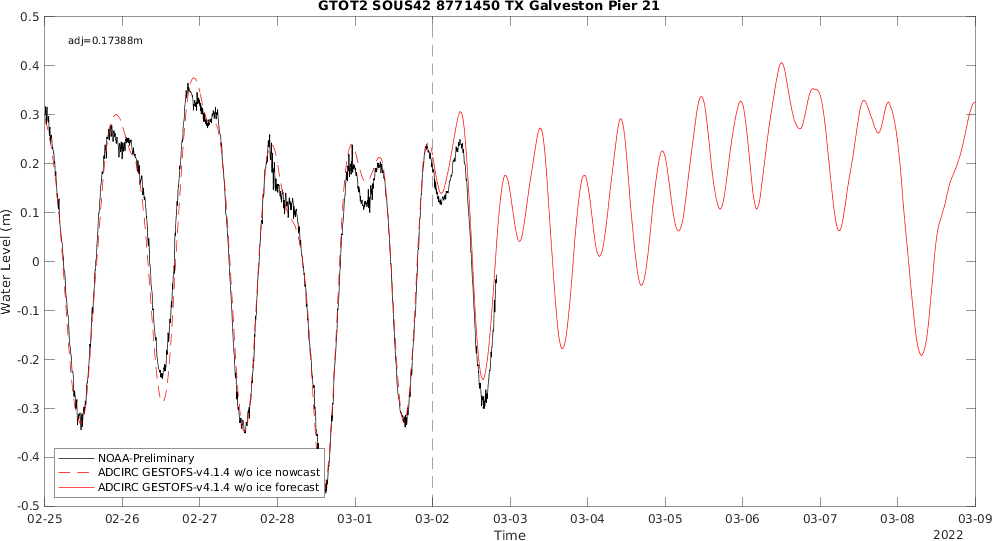 GTOT2 SOUS42 8771450 TX Galveston Pier 21
adj=0.17388m
0.5
0.4
0.3
0.2
0.1
0
-0.1
-0.2
-0.3
-0.4
-0.5
Water Level (m)
NOAA-Preliminary
ADCIRC GESTOFS-v4.1.4 w/o ice nowcast
ADCIRC GESTOFS-v4.1.4 w/o ice forecast
02-25 02-26 02-27 02-28 03-01 03-02 03-03 03-04 03-05 03-06 03-07 03-08 03-09
Time
2022